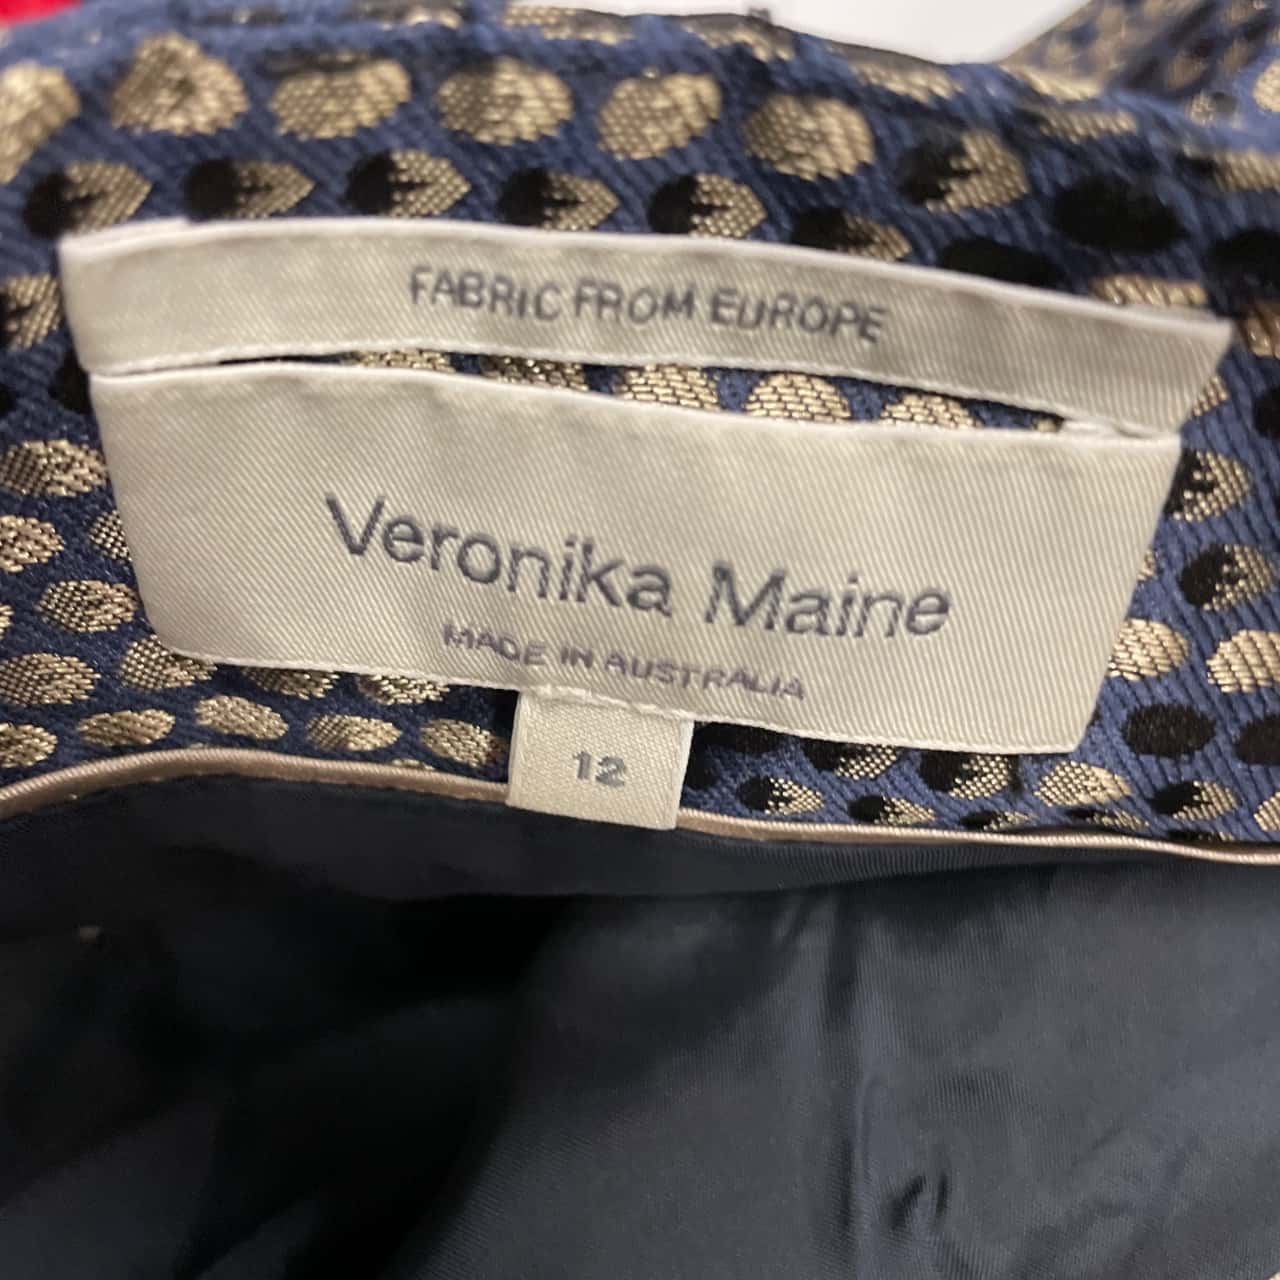 FABRIC FROM EUROPE
Veronika Maine
MADE IN AUSTRALIA
12